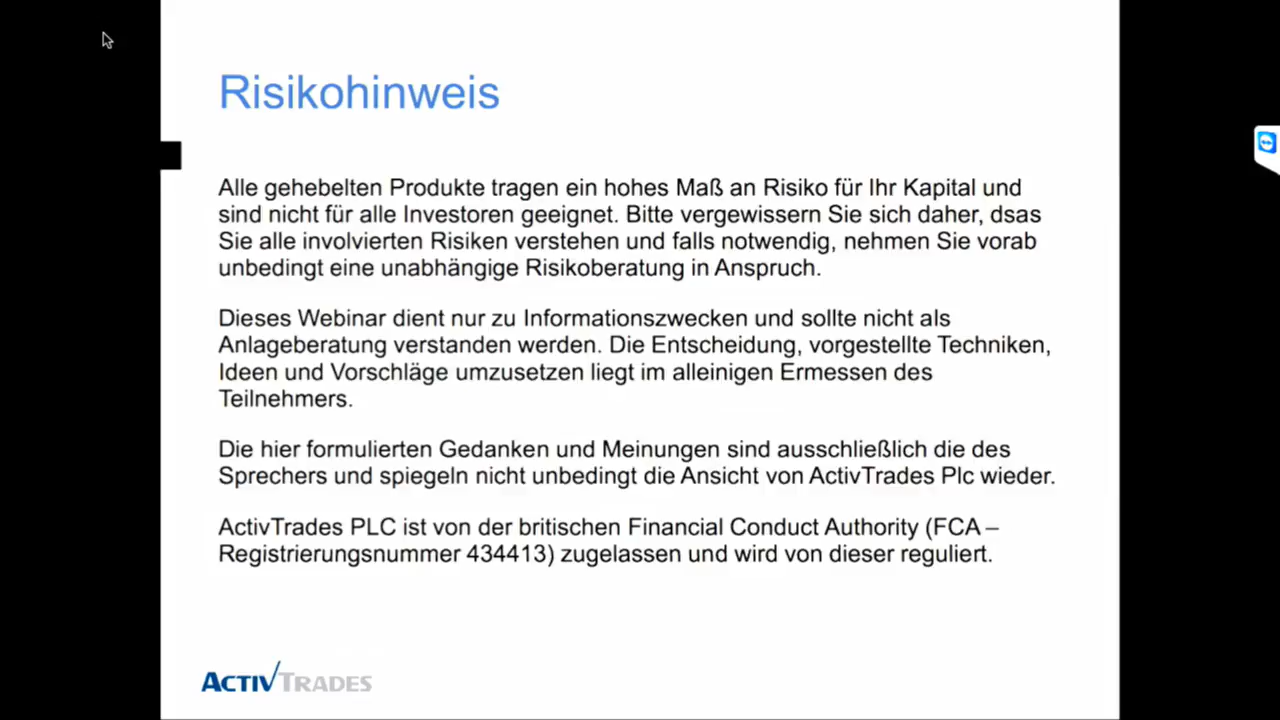 Risikohinweis
Alle gehebelten Produkte tragen ein hohes Maß an Risiko für Ihr Kapital und
sind nicht für alle Investoren geeignet. Bitte vergewissern Sie sich daher, dsas
Sie alle involvierten Risiken verstehen und falls notwendig, nehmen Sie vorab
unbedingt eine unabhängige Risikoberatung in Anspruch.
Dieses Webinar dient nur zu Informationszwecken und sollte nicht als
Anlageberatung verstanden werden. Die Entscheidung, vorgestellte Techniken,
Ideen und Vorschläge umzusetzen liegt im alleinigen Ermessen des
Teilnehmers.
Die hier formulierten Gedanken und Meinungen sind ausschließlich die des
Sprechers und spiegeln nicht unbedingt die Ansicht von ActivTrades Plc wieder.
ActivTrades PLC ist von der britischen Financial Conduct Authority (FCA –
Registrierungsnummer 434413) zugelassen und wird von dieser reguliert.
ACTIVTRADES